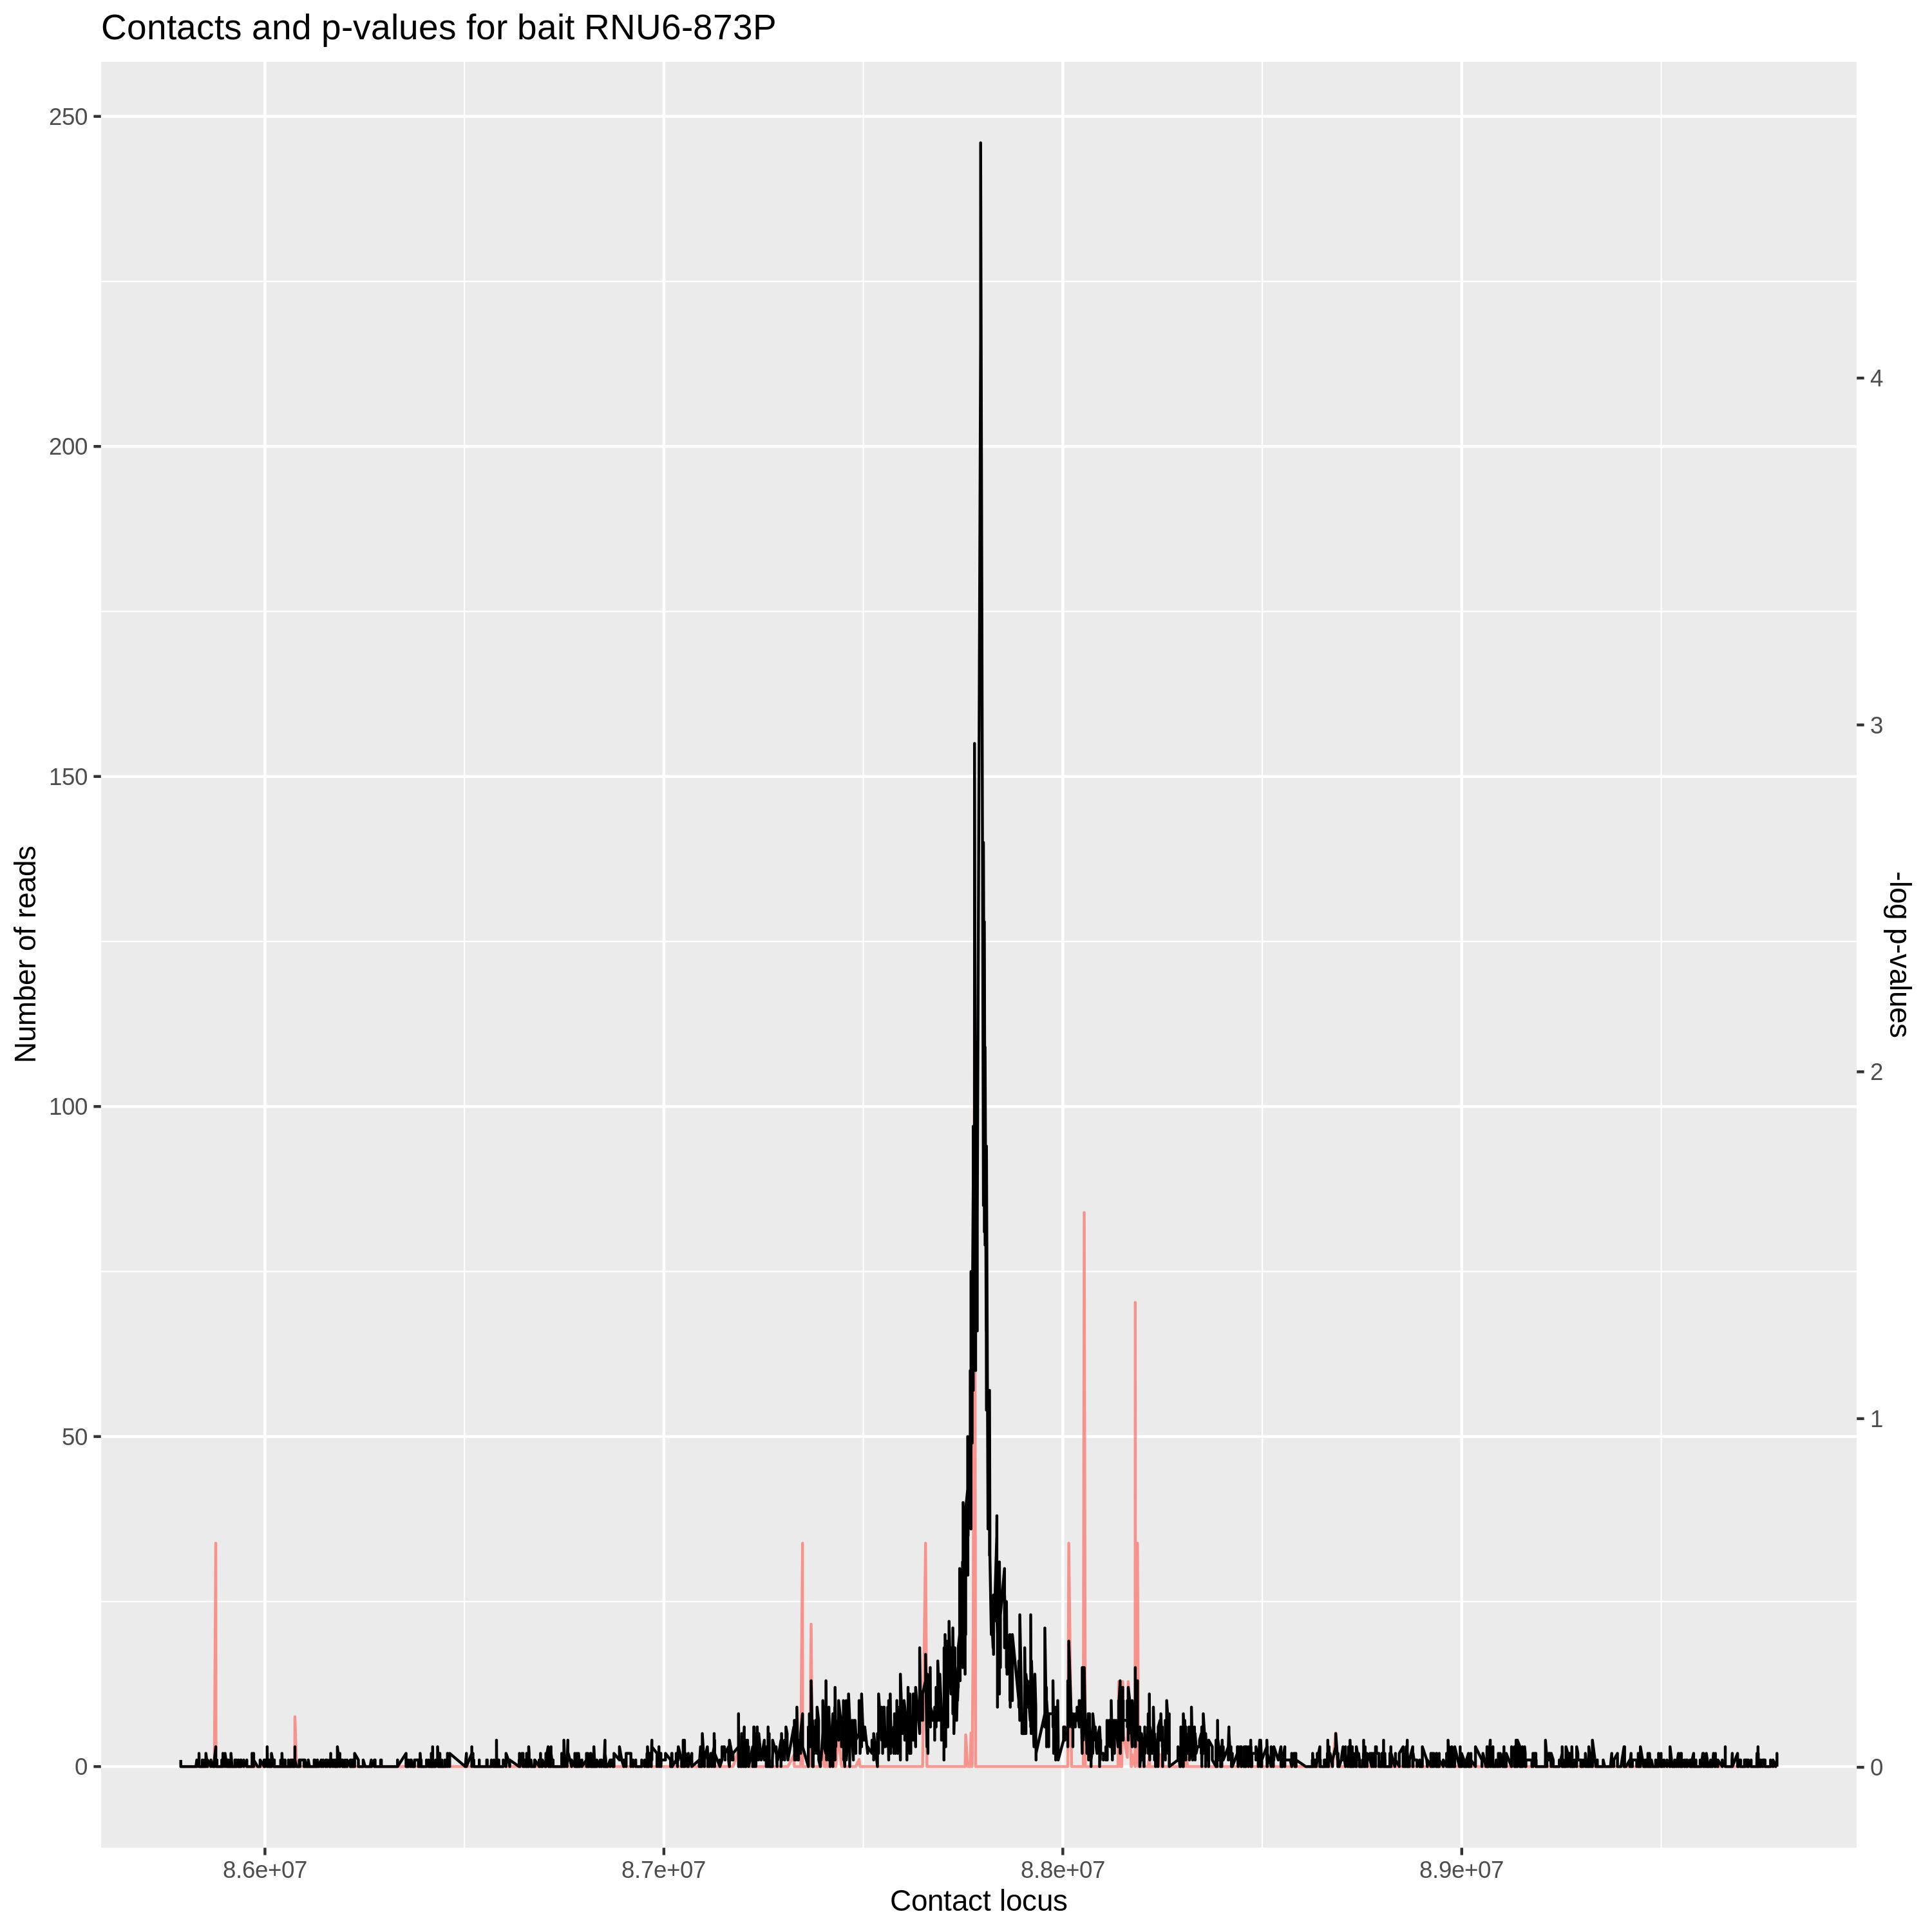 Contacts and p-values for bait RNU6-873P
250
200
150
100
50
0
Number of reads
4
3
2
1
0
-log p-values
8.6e+07
8.7e+07
8.8e+07
8.9e+07
Contact locus